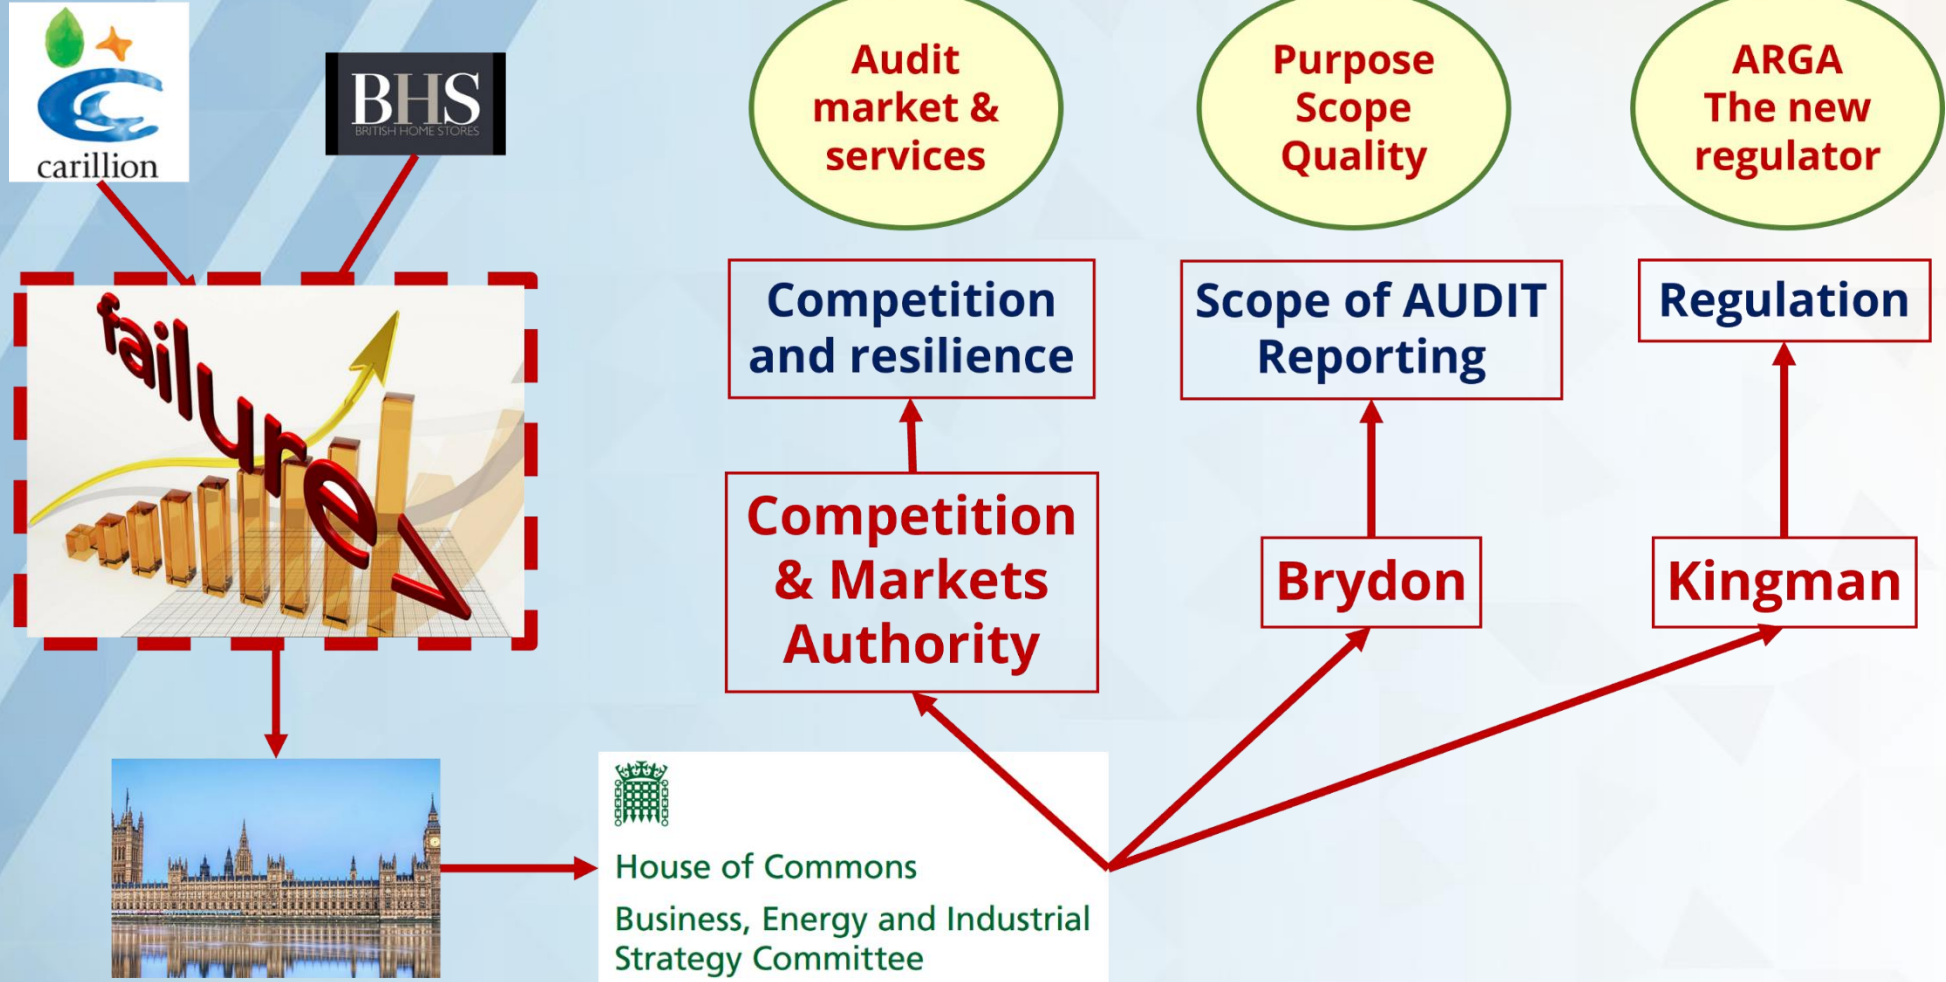 carillion
BHS
BRITISH HOME STORES
failure
Audit
market &
services
Purpose
Scope
Quality
ARGA
The new
regulator
Competition
and resilience
Scope of AUDIT
Reporting
Regulation
Competition
& Markets
Authority
Brydon
Kingman
House of Commons
Business, Energy and Industrial
Strategy Committee